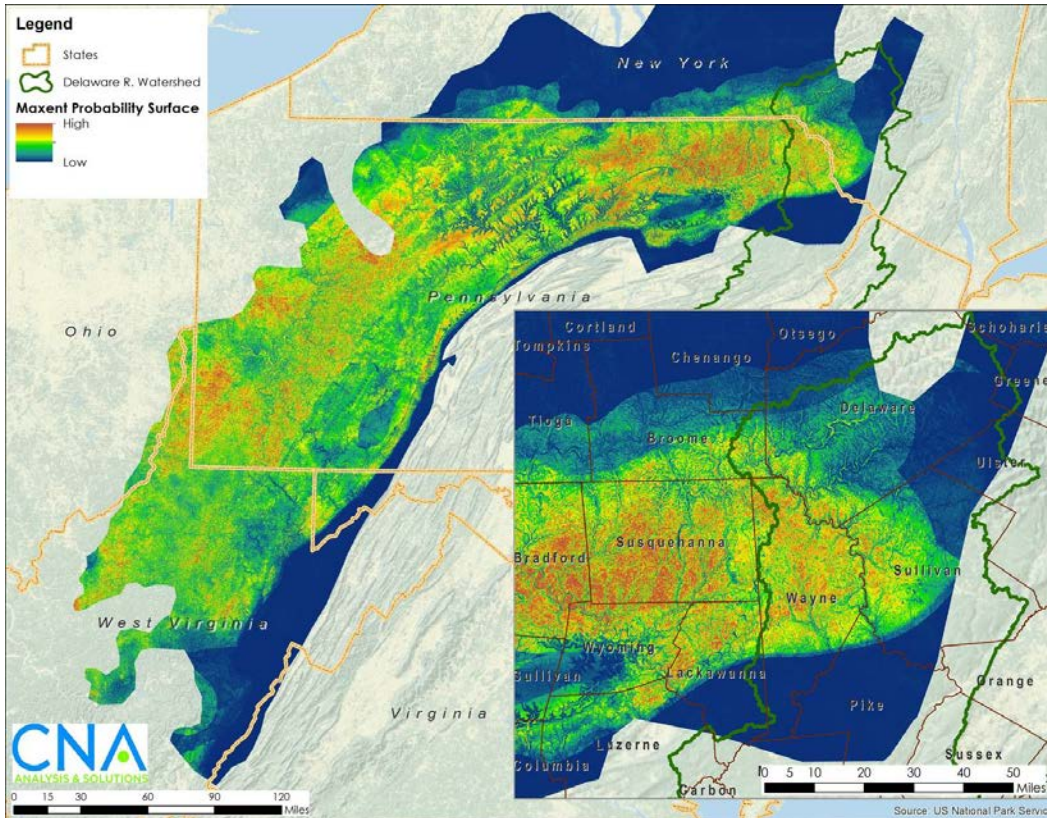 Legend
States
Delaware R. Watershed
Maxent Probability Surface
High
Low
New York
Ohio
Pennsylvania
West Virginia
Virginia
Cortland
Otsego
Schoharie
Tompkins
Chenango
Greene
Delaware
Tioga
Broome
Ulster
Bradford
Susquehanna
Sullivan
Wayne
Wyoming
Sullivan
Lackawanna
Orange
Pike
Luzerne
Sussex
Columbia
Carbon
0 5 10 20 30 40 50
Miles
CNA
ANALYSIS & SOLUTIONS
0 15 30 60 90 120
Miles
Source: US National Park Servic